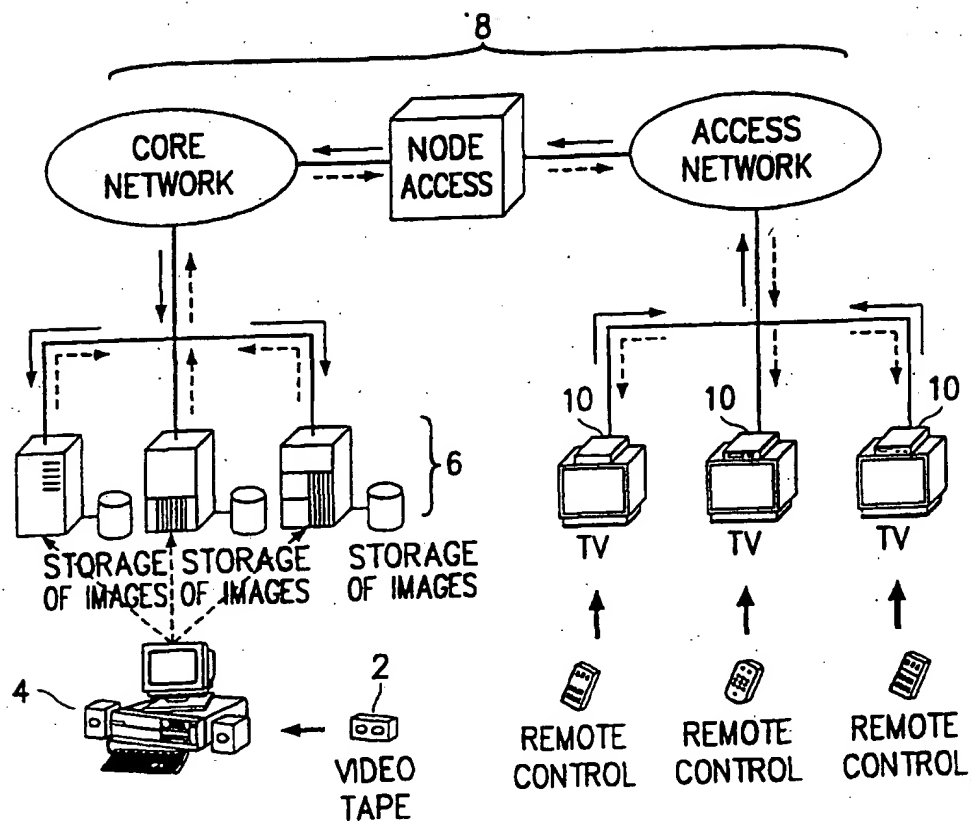 8
CORE
NETWORK
NODE
ACCESS
ACCESS
NETWORK
10
10
10
6
STORAGE
OF IMAGES
STORAGE
OF IMAGES
STORAGE
OF IMAGES
TV
TV
TV
4
2
VIDEO
TAPE
REMOTE
CONTROL
REMOTE
CONTROL
REMOTE
CONTROL